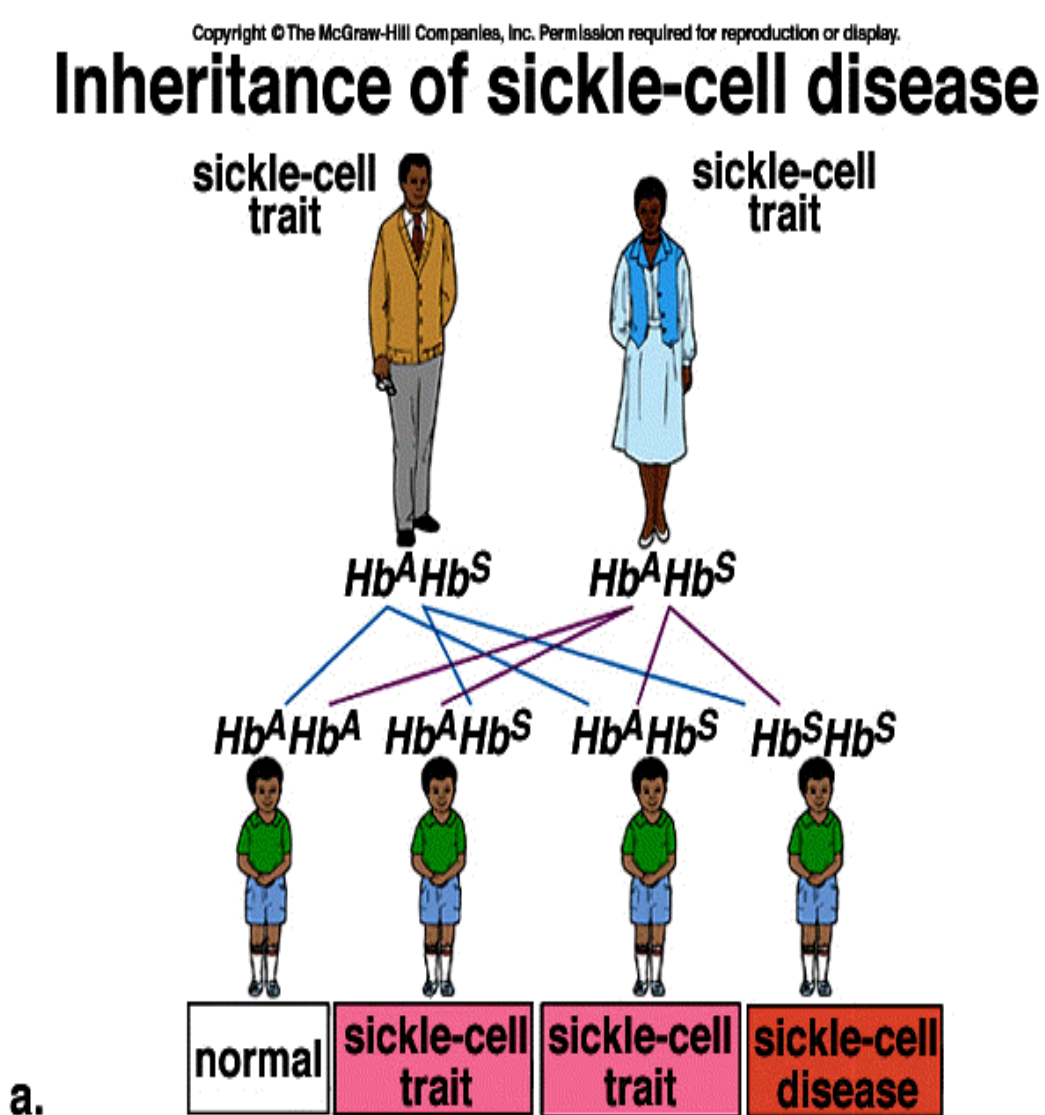 Copyright © The McGraw-Hill Companies, Inc. Permission required for reproduction or display.
Inheritance of sickle-cell disease
sickle-cell
trait
sickle-cell
trait
HbᴬHbˢ
HbᴬHbˢ
HbᴬHbᴬ
HbᴬHbˢ
HbᴬHbˢ
HbˢHbˢ
normal
sickle-cell
trait
sickle-cell
trait
sickle-cell
disease
a.